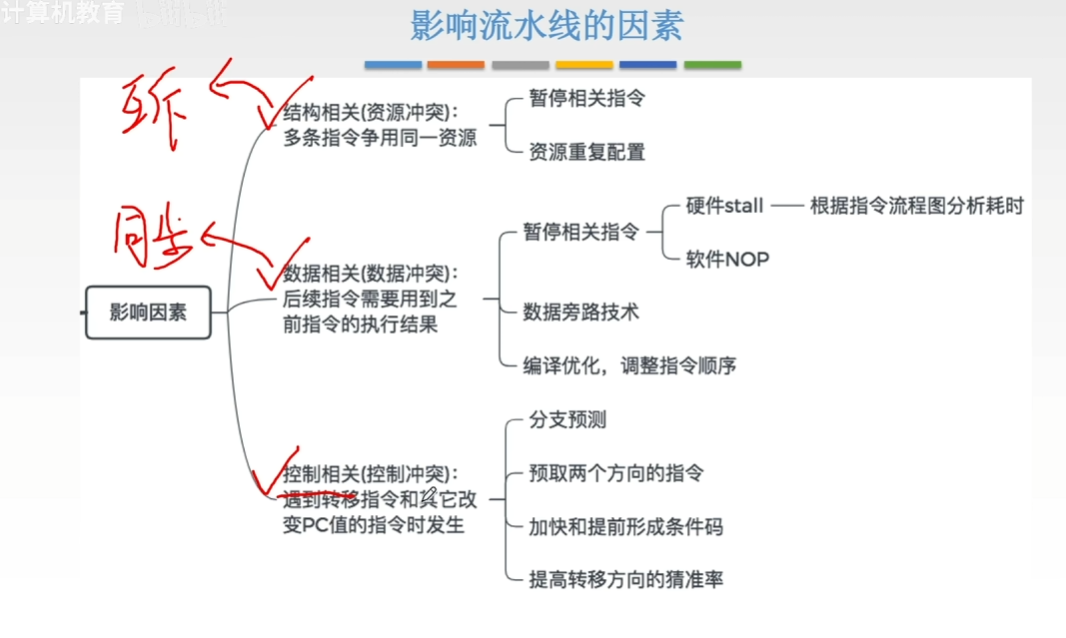 计算机教育
影响流水线的因素
互斥
结构相关(资源冲突)：
多条指令争用同一资源
暂停相关指令
资源重复配置
同步
数据相关(数据冲突)：
后续指令需要用到之
前指令的执行结果
暂停相关指令
硬件stall
根据指令流程图分析耗时
软件NOP
数据旁路技术
编译优化，调整指令顺序
影响因素
控制相关(控制冲突)：
遇到转移指令和其它改
变PC值的指令时发生
分支预测
预取两个方向的指令
加快和提前形成条件码
提高转移方向的猜准率